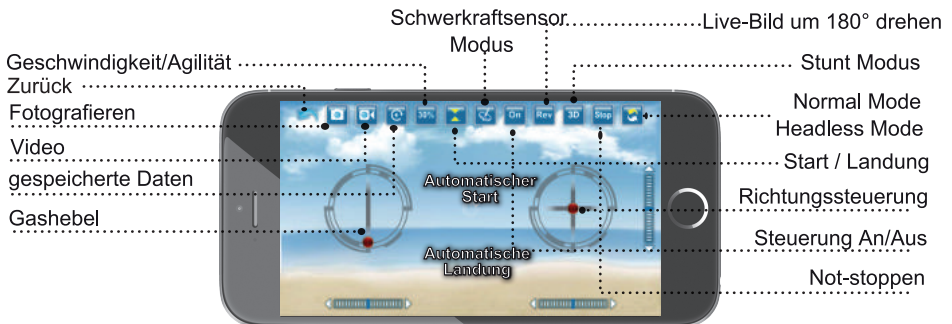 Schwerkraftsensor
Modus
Live-Bild um 180° drehen
Geschwindigkeit/Agilität
Stunt Modus
Zurück
Fotografieren
Normal Mode
Headless Mode
Video
Start / Landung
gespeicherte Daten
Richtungssteuerung
Gashebel
Steuerung An/Aus
Not-stoppen
30% On Rev 3D Stop
Automatischer
Start
Automatische
Landung